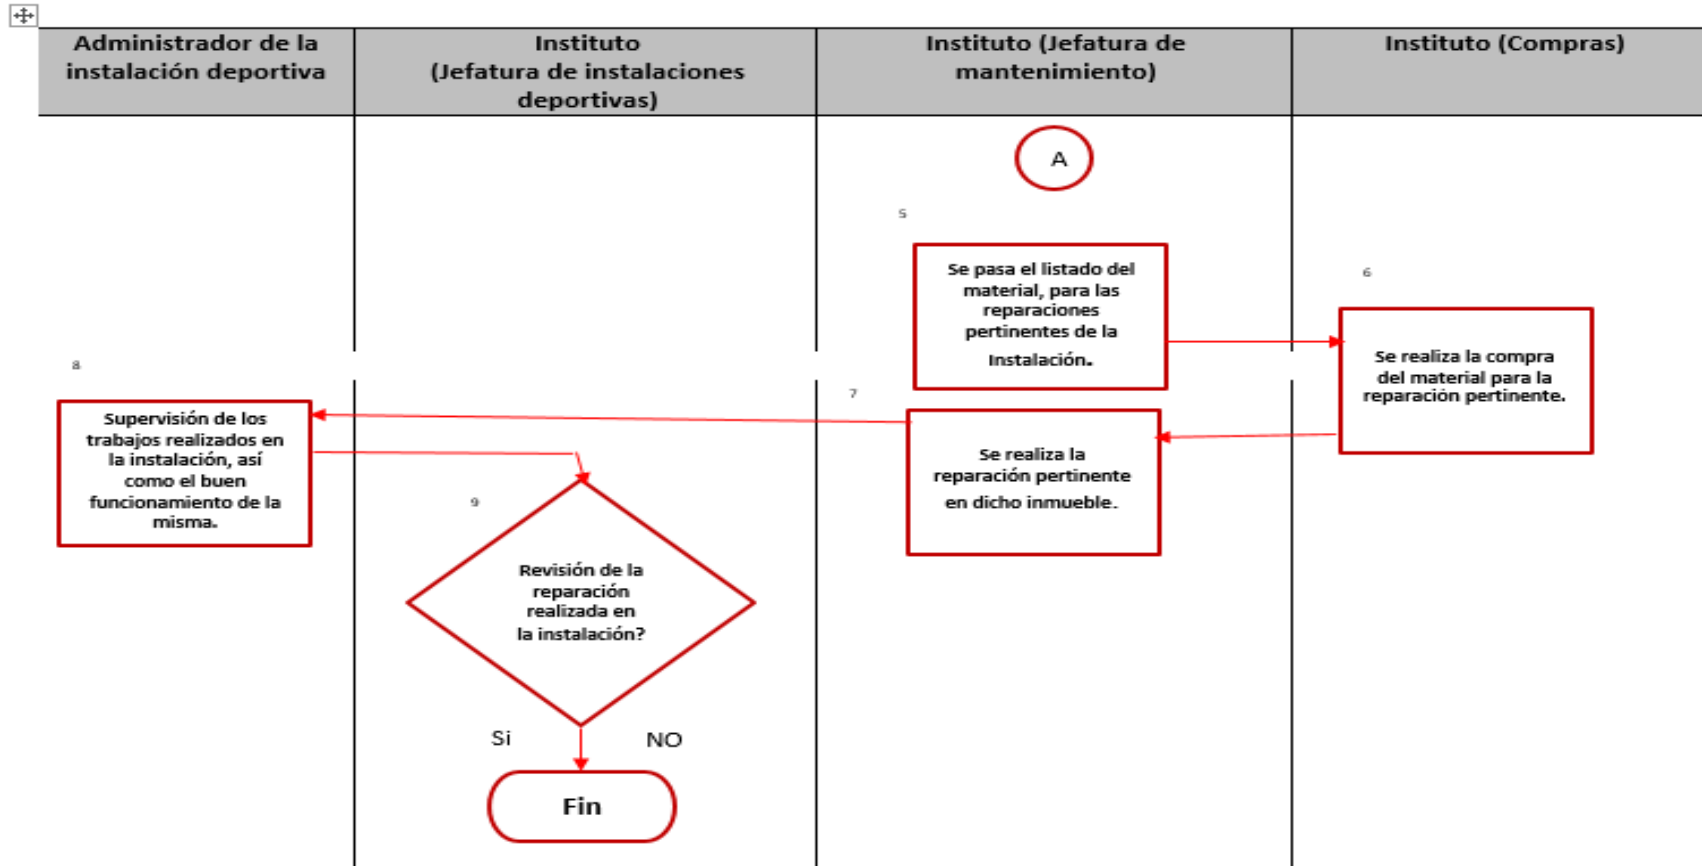 Administrador de la
instalación deportiva
Instituto
(Jefatura de instalaciones
deportivas)
Instituto (Jefatura de
mantenimiento)
Instituto (Compras)
A
5
Se pasa el listado del
material, para las
reparaciones
pertinentes de la
Instalación.
6
Se realiza la compra
del material para la
reparación pertinente.
7
Se realiza la
reparación pertinente
en dicho inmueble.
8
Supervisión de los
trabajos realizados en
la instalación, así
como el buen
funcionamiento de la
misma.
9
Revisión de la
reparación
realizada en
la instalación?
Si
NO
Fin